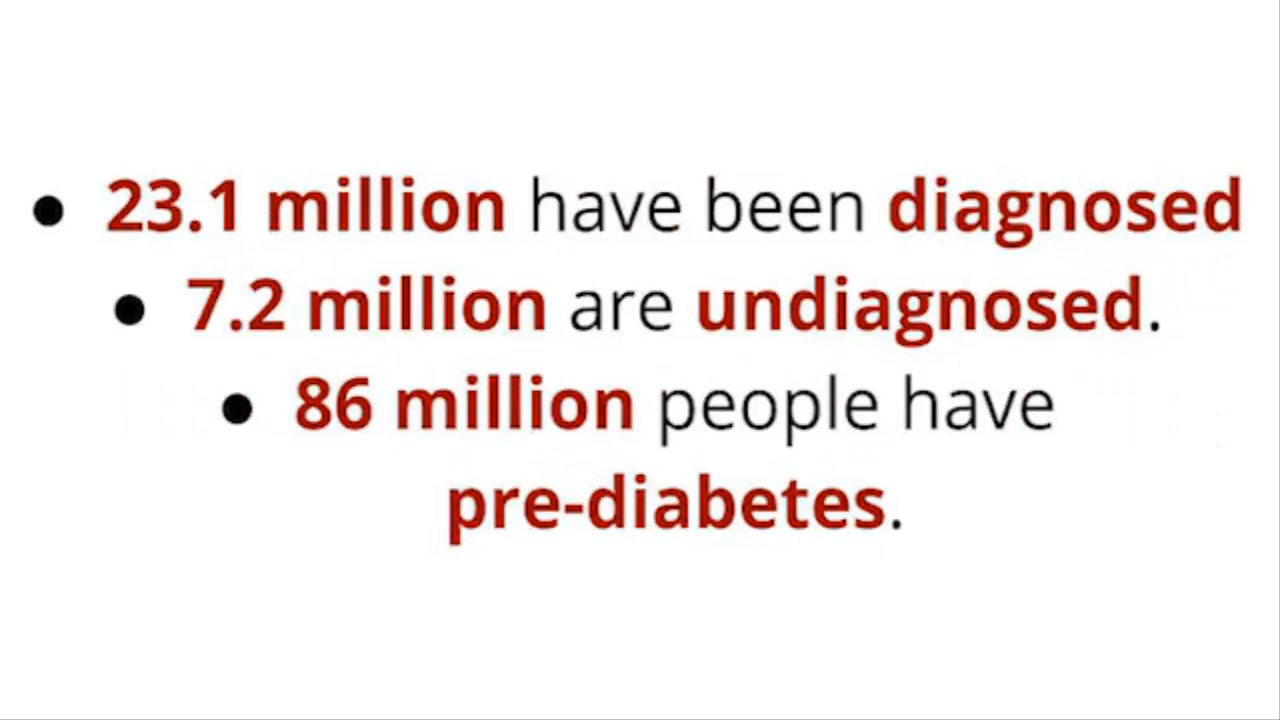 • 23.1 million have been diagnosed
• 7.2 million are undiagnosed.
• 86 million people have
pre-diabetes.